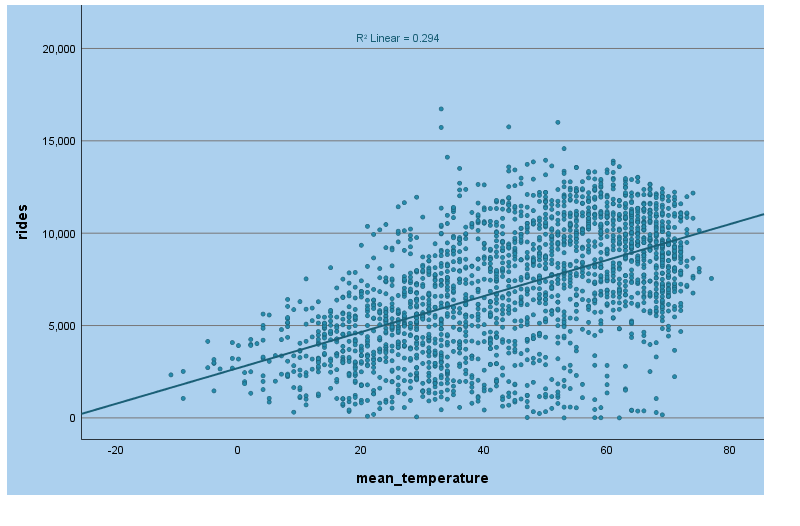 R² Linear = 0.294
20,000
15,000
10,000
5,000
0
rides
-20 0 20 40 60 80
mean_temperature